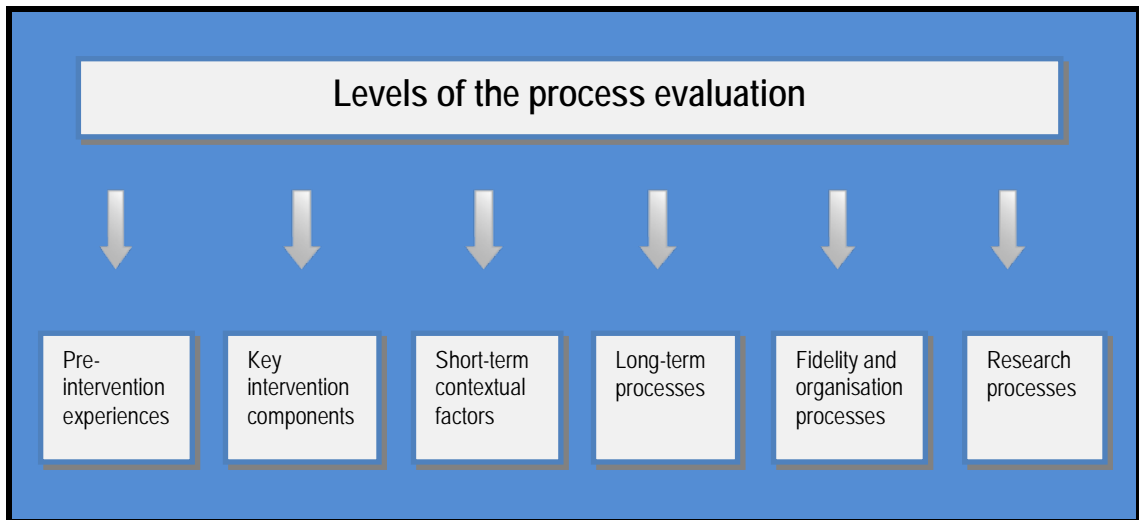 Levels of the process evaluation
Pre-
intervention
experiences
Key
intervention
components
Short-term
contextual
factors
Long-term
processes
Fidelity and
organisation
processes
Research
processes